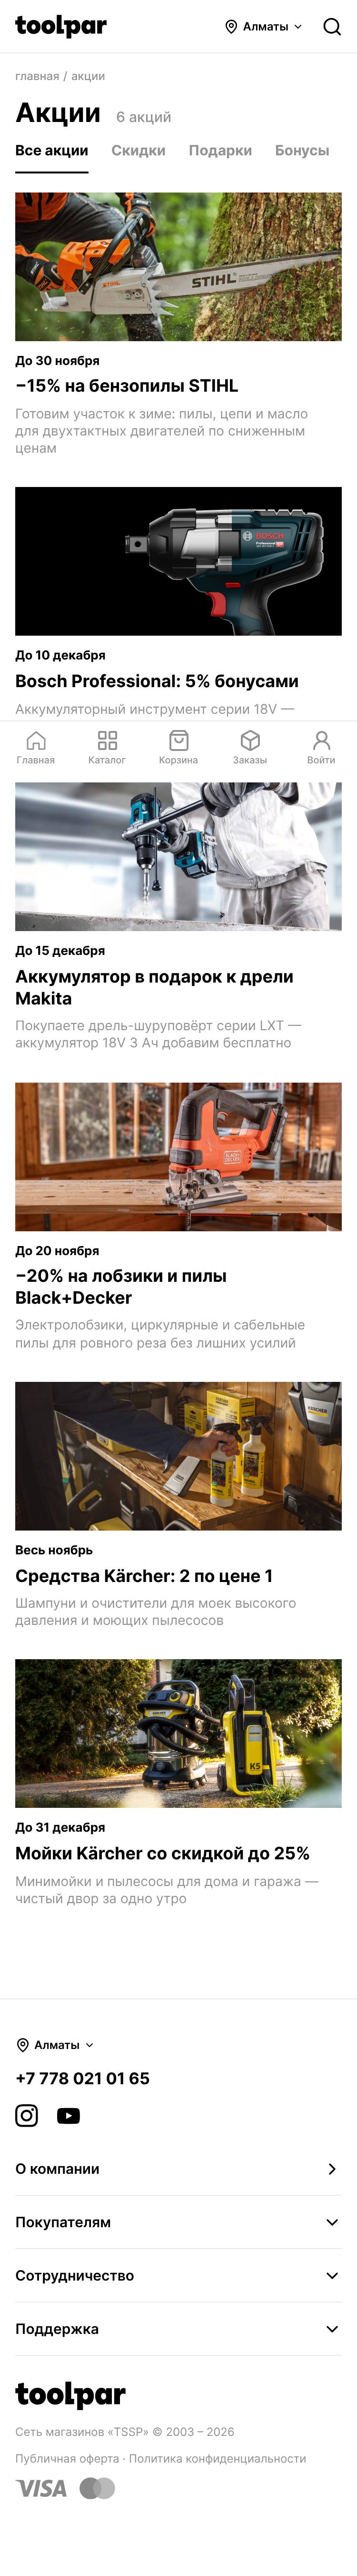 toolpar
Алматы
главная / акции
Акции 6 акций
Все акции Скидки Подарки Бонусы
STIHL
STIHL
До 30 ноября
−15% на бензопилы STIHL
Готовим участок к зиме: пилы, цепи и масло
для двухтактных двигателей по сниженным
ценам
BOSCH
До 10 декабря
Bosch Professional: 5% бонусами
Аккумуляторный инструмент серии 18V —
Главная Каталог Корзина Заказы Войти
До 15 декабря
Аккумулятор в подарок к дрели
Makita
Покупаете дрель-шуруповёрт серии LXT —
аккумулятор 18V 3 Ач добавим бесплатно
BLACK+
DECKER
До 20 ноября
−20% на лобзики и пилы
Black+Decker
Электролобзики, циркулярные и сабельные
пилы для ровного реза без лишних усилий
Весь ноябрь
Средства Kärcher: 2 по цене 1
Шампуни и очистители для моек высокого
давления и моющих пылесосов
K5
До 31 декабря
Мойки Kärcher со скидкой до 25%
Минимойки и пылесосы для дома и гаража —
чистый двор за одно утро
Алматы
+7 778 021 01 65
О компании
Покупателям
Сотрудничество
Поддержка
toolpar
Сеть магазинов «TSSP» © 2003 – 2026
Публичная оферта · Политика конфиденциальности
VISA